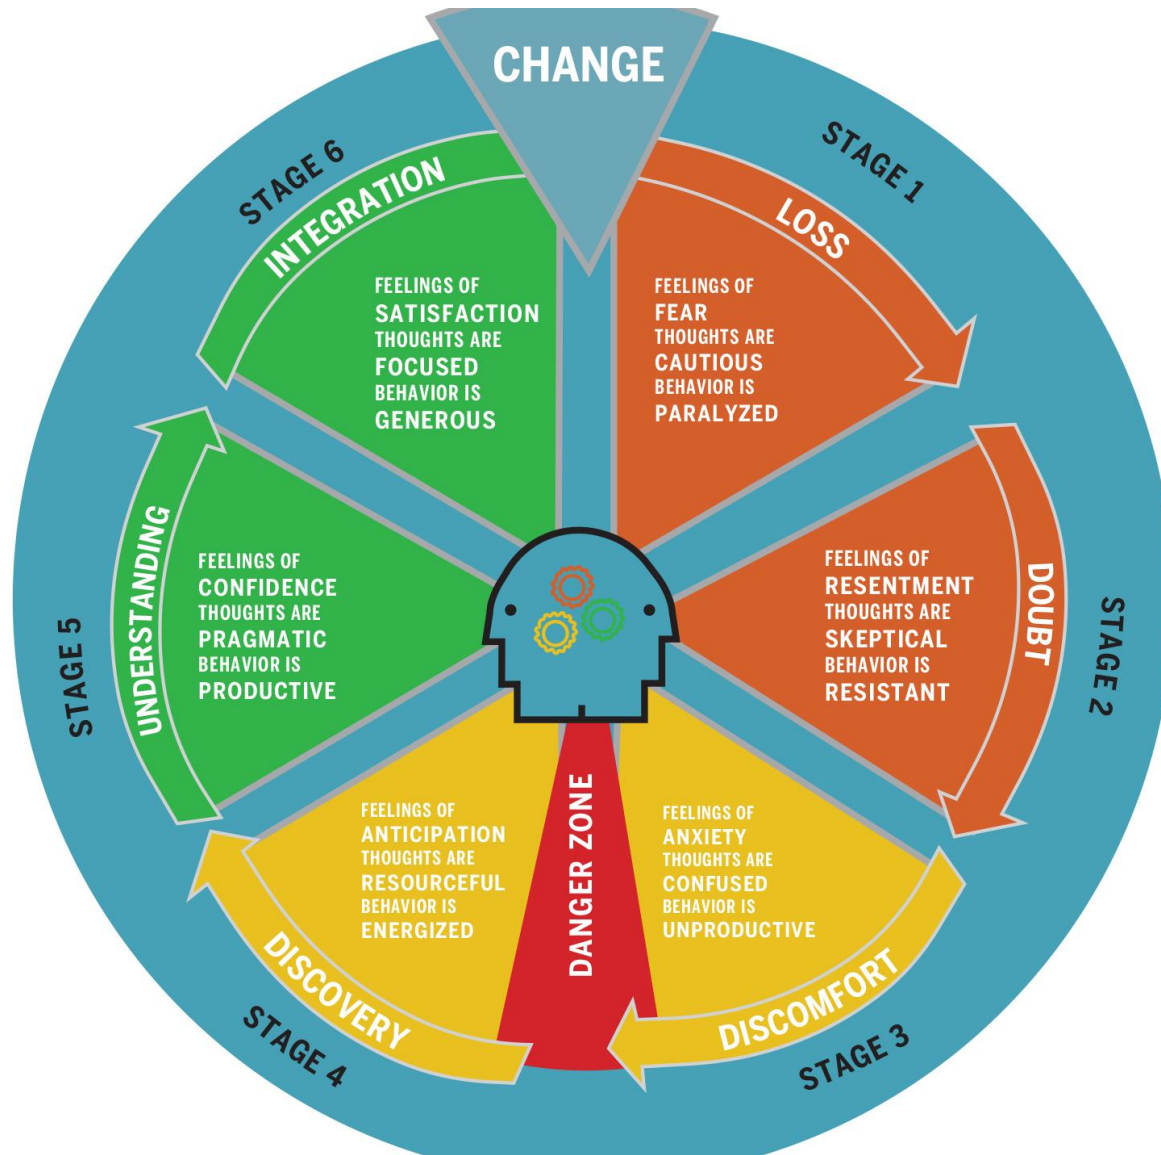 CHANGE
STAGE 1
LOSS
FEELINGS OF
FEAR
THOUGHTS ARE
CAUTIOUS
BEHAVIOR IS
PARALYZED
STAGE 2
DOUBT
FEELINGS OF
RESENTMENT
THOUGHTS ARE
SKEPTICAL
BEHAVIOR IS
RESISTANT
STAGE 3
DISCOMFORT
FEELINGS OF
ANXIETY
THOUGHTS ARE
CONFUSED
BEHAVIOR IS
UNPRODUCTIVE
DANGER ZONE
STAGE 4
DISCOVERY
FEELINGS OF
ANTICIPATION
THOUGHTS ARE
RESOURCEFUL
BEHAVIOR IS
ENERGIZED
STAGE 5
UNDERSTANDING
FEELINGS OF
CONFIDENCE
THOUGHTS ARE
PRAGMATIC
BEHAVIOR IS
PRODUCTIVE
STAGE 6
INTEGRATION
FEELINGS OF
SATISFACTION
THOUGHTS ARE
FOCUSED
BEHAVIOR IS
GENEROUS